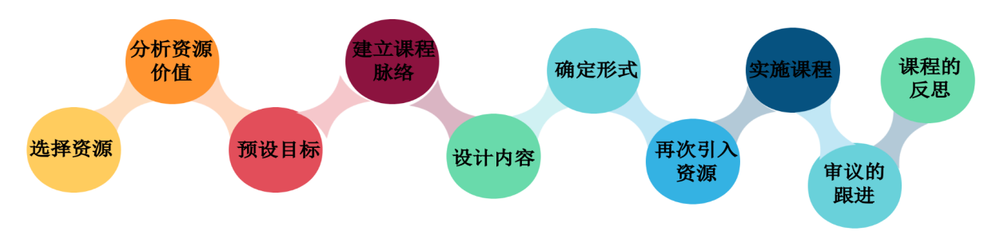 选择资源
分析资源
价值
预设目标
建立课程
脉络
设计内容
确定形式
再次引入
资源
实施课程
审议的
跟进
课程的
反思